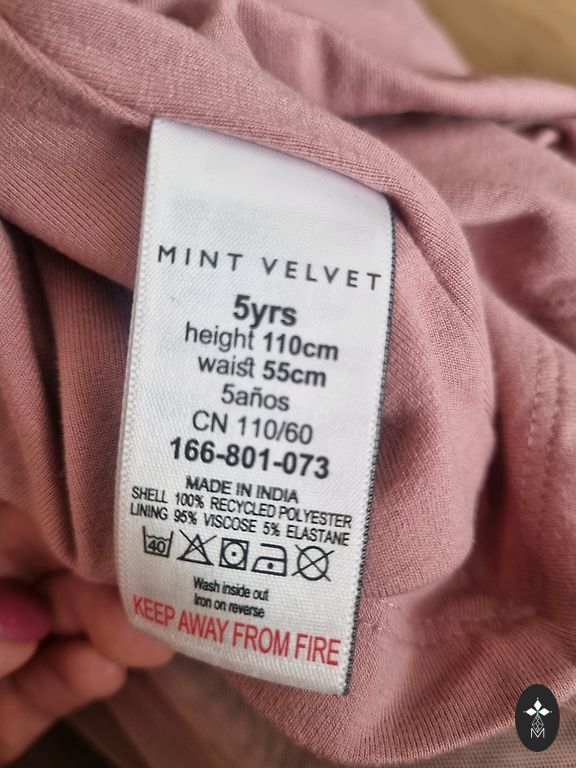 MINT VELVET
5yrs
height 110cm
waist 55cm
5años
CN 110/60
166-801-073
MADE IN INDIA
SHELL 100% RECYCLED POLYESTER
LINING 95% VISCOSE 5% ELASTANE
40
Wash inside out
Iron on reverse
KEEP AWAY FROM FIRE
M